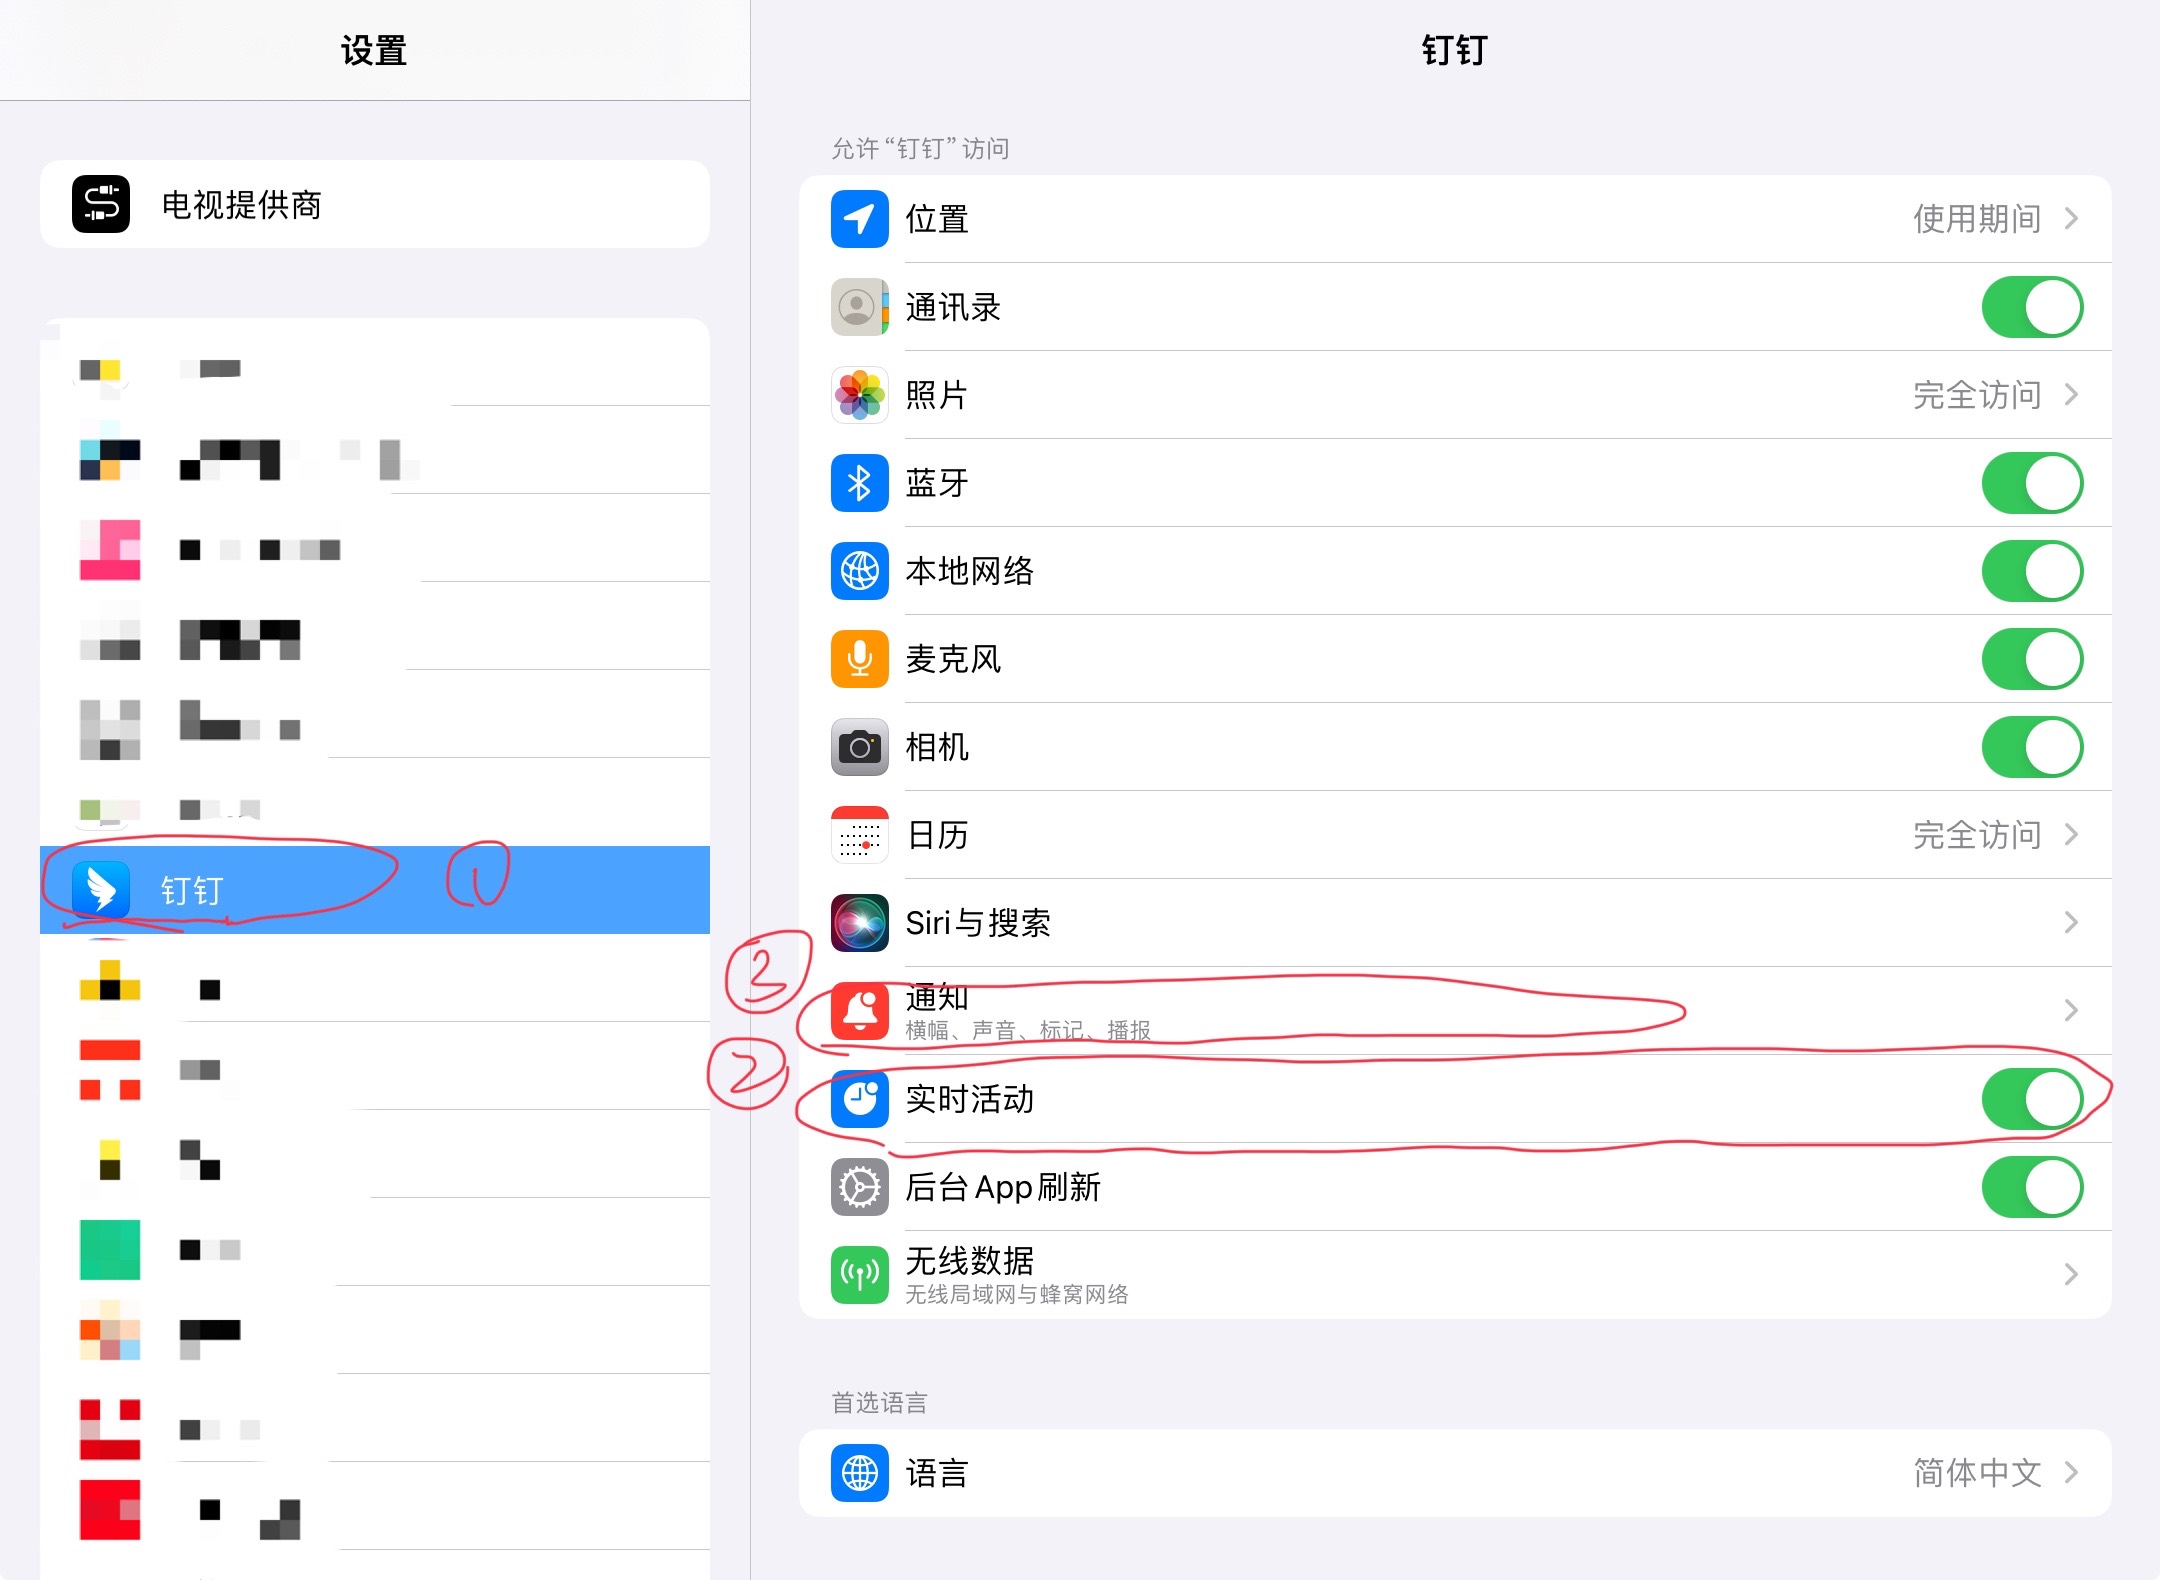 设置
电视提供商
钉钉
①
钉钉
允许“钉钉”访问
位置
使用期间
通讯录
照片
完全访问
蓝牙
本地网络
麦克风
相机
日历
完全访问
Siri与搜索
③
通知
横幅、声音、标记、播报
②
实时活动
后台App刷新
无线数据
无线局域网与蜂窝网络
首选语言
语言
简体中文